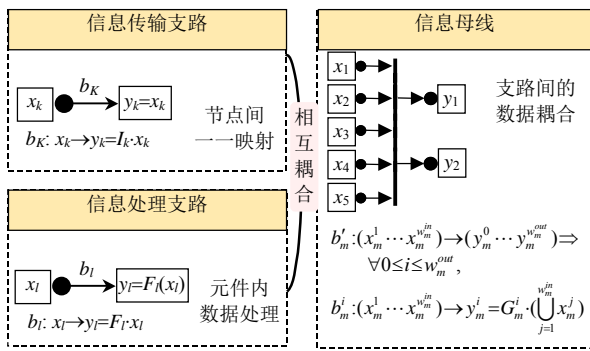 信息传输支路
x_k b_K y_k=x_k
b_K: x_k→y_k=I_k·x_k
节点间
一一映射
信息处理支路
x_l b_l y_l=F_l(x_l)
b_l: x_l→y_l=F_l·x_l
元件内
数据处理
相互耦合
信息母线
x_1
x_2
x_3
x_4
x_5
y_1
y_2
支路间的
数据耦合
b'_m:(x_m^1⋯x_m^{w_m^{in}})→(y_m^0⋯y_m^{w_m^{out}})⇒
∀0≤i≤w_m^{out},
b_m^i:(x_m^1⋯x_m^{w_m^{in}})→y_m^i=G_m^i·(⋃_{j=1}^{w_m^{in}} x_m^j)